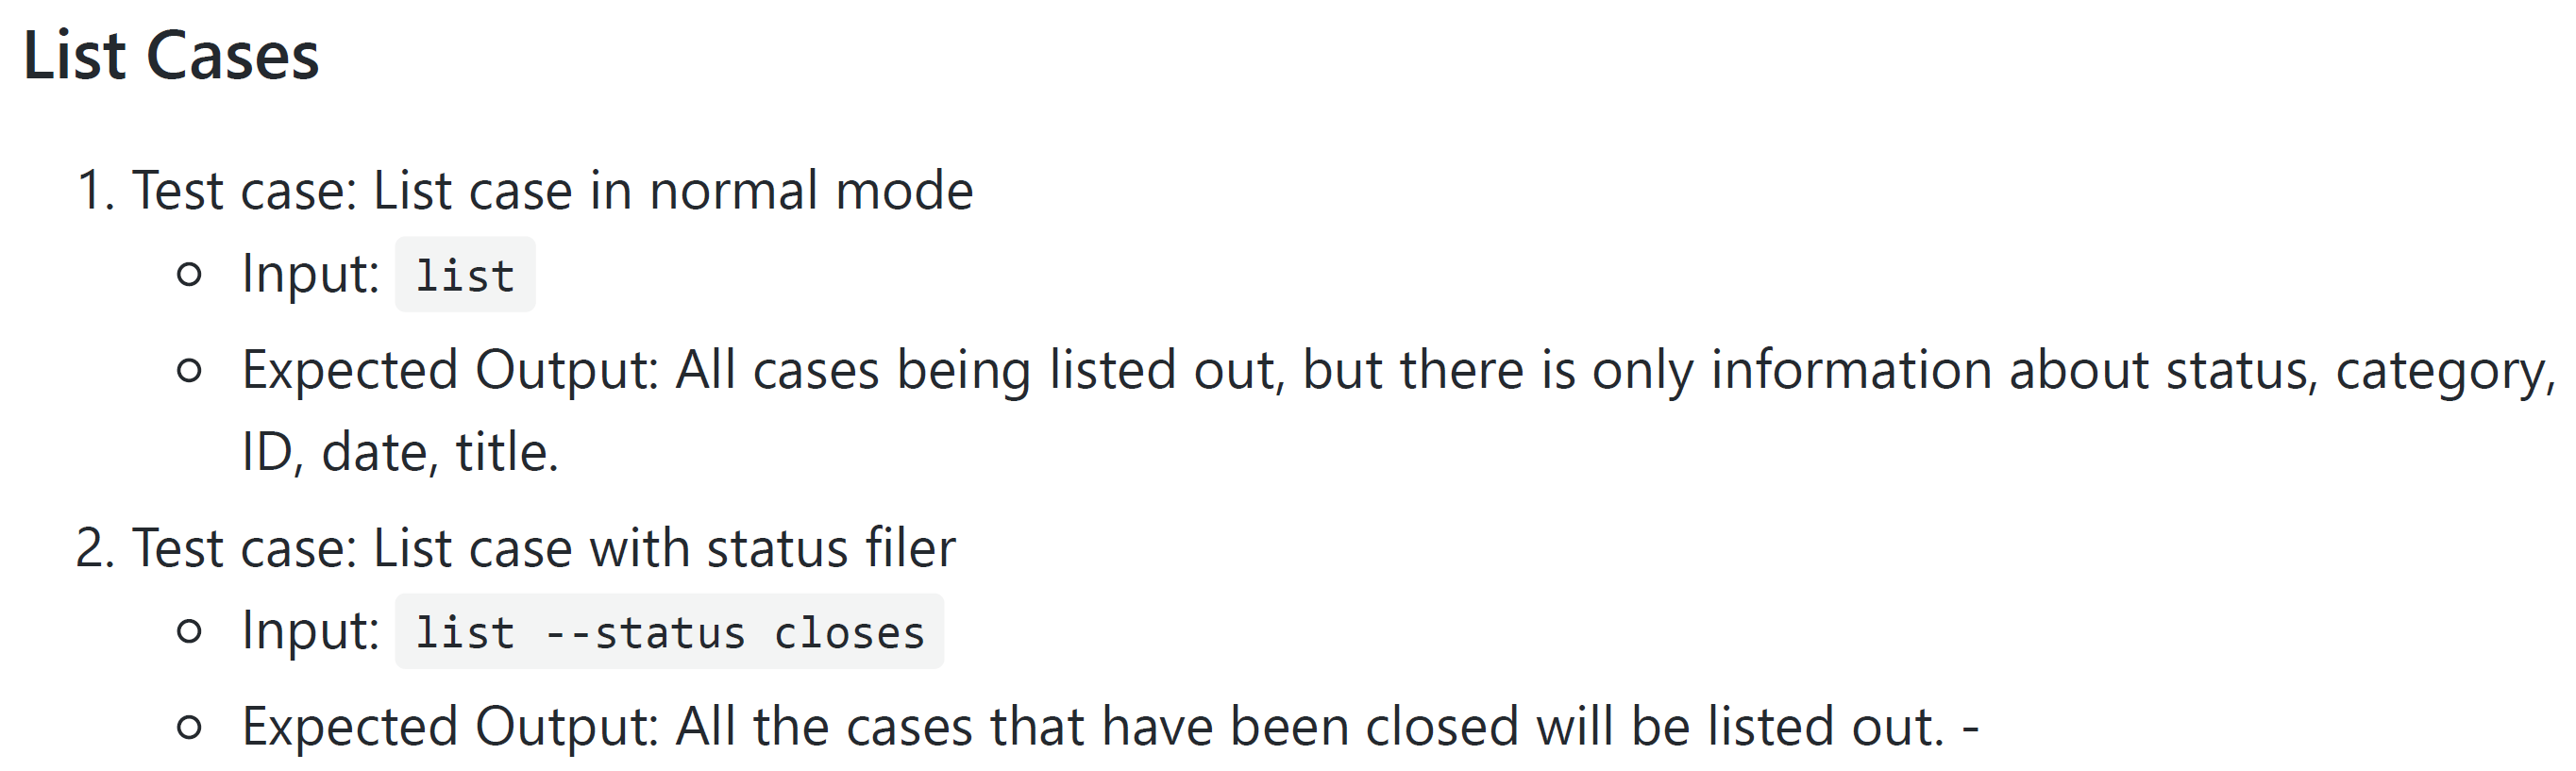 List Cases
1. Test case: List case in normal mode
Input: list
Expected Output: All cases being listed out, but there is only information about status, category,
ID, date, title.
2. Test case: List case with status filer
Input: list --status closes
Expected Output: All the cases that have been closed will be listed out. -